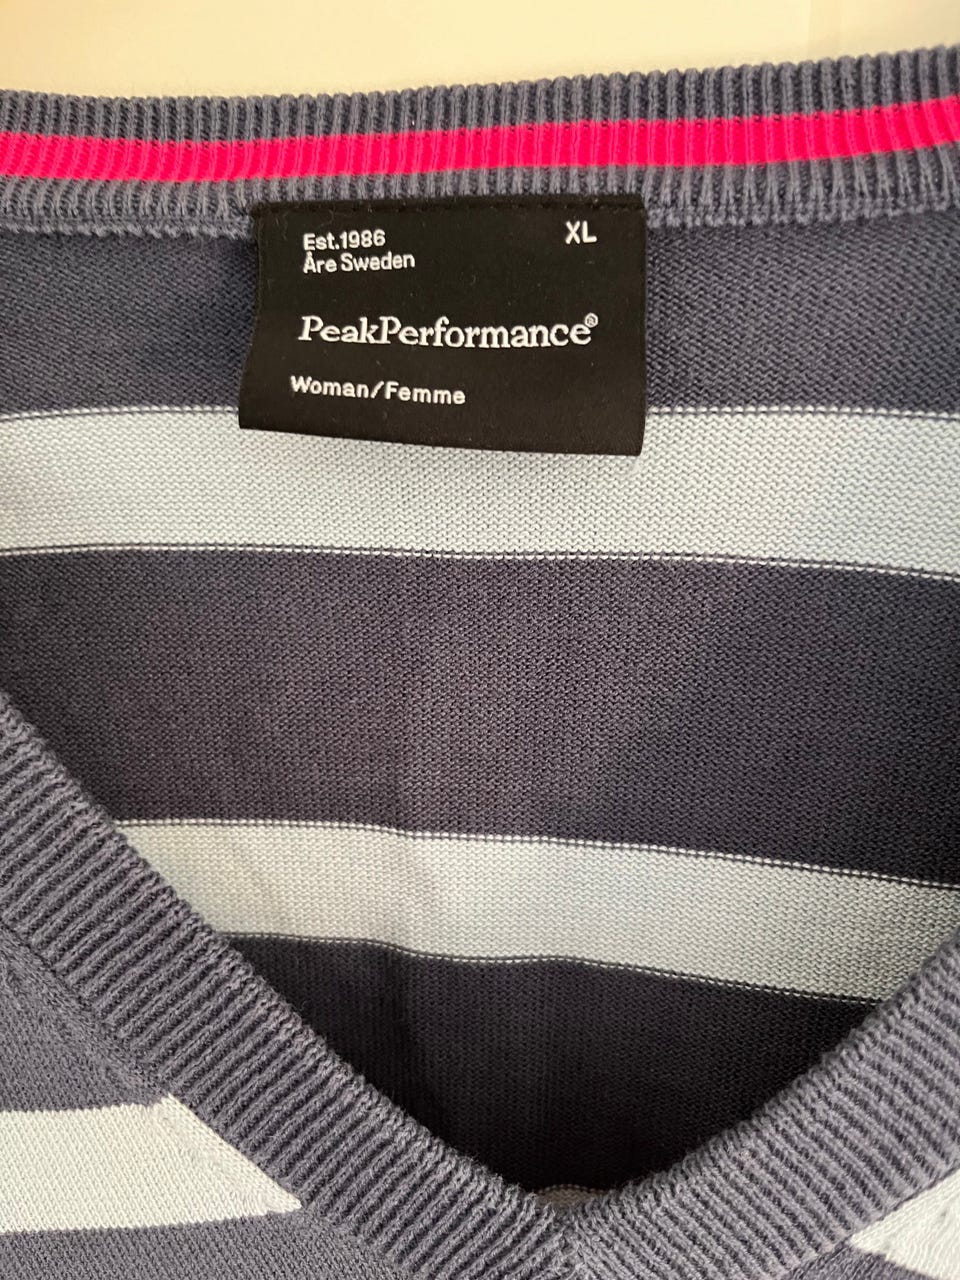 Est.1986
XL
Åre Sweden
PeakPerformance®
Woman/Femme